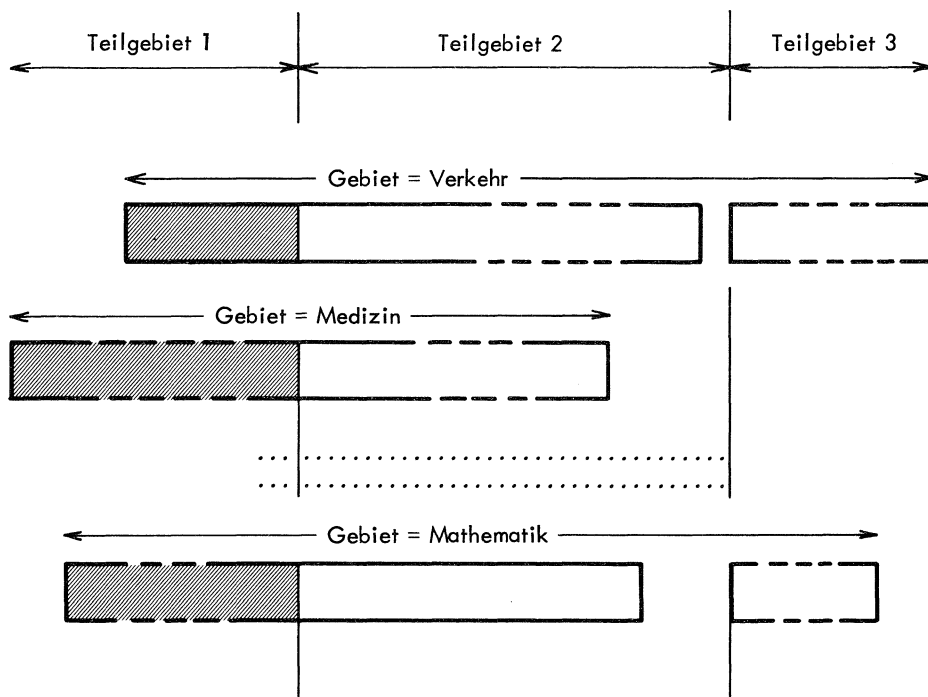 Teilgebiet 1 Teilgebiet 2 Teilgebiet 3
Gebiet = Verkehr
Gebiet = Medizin
Gebiet = Mathematik